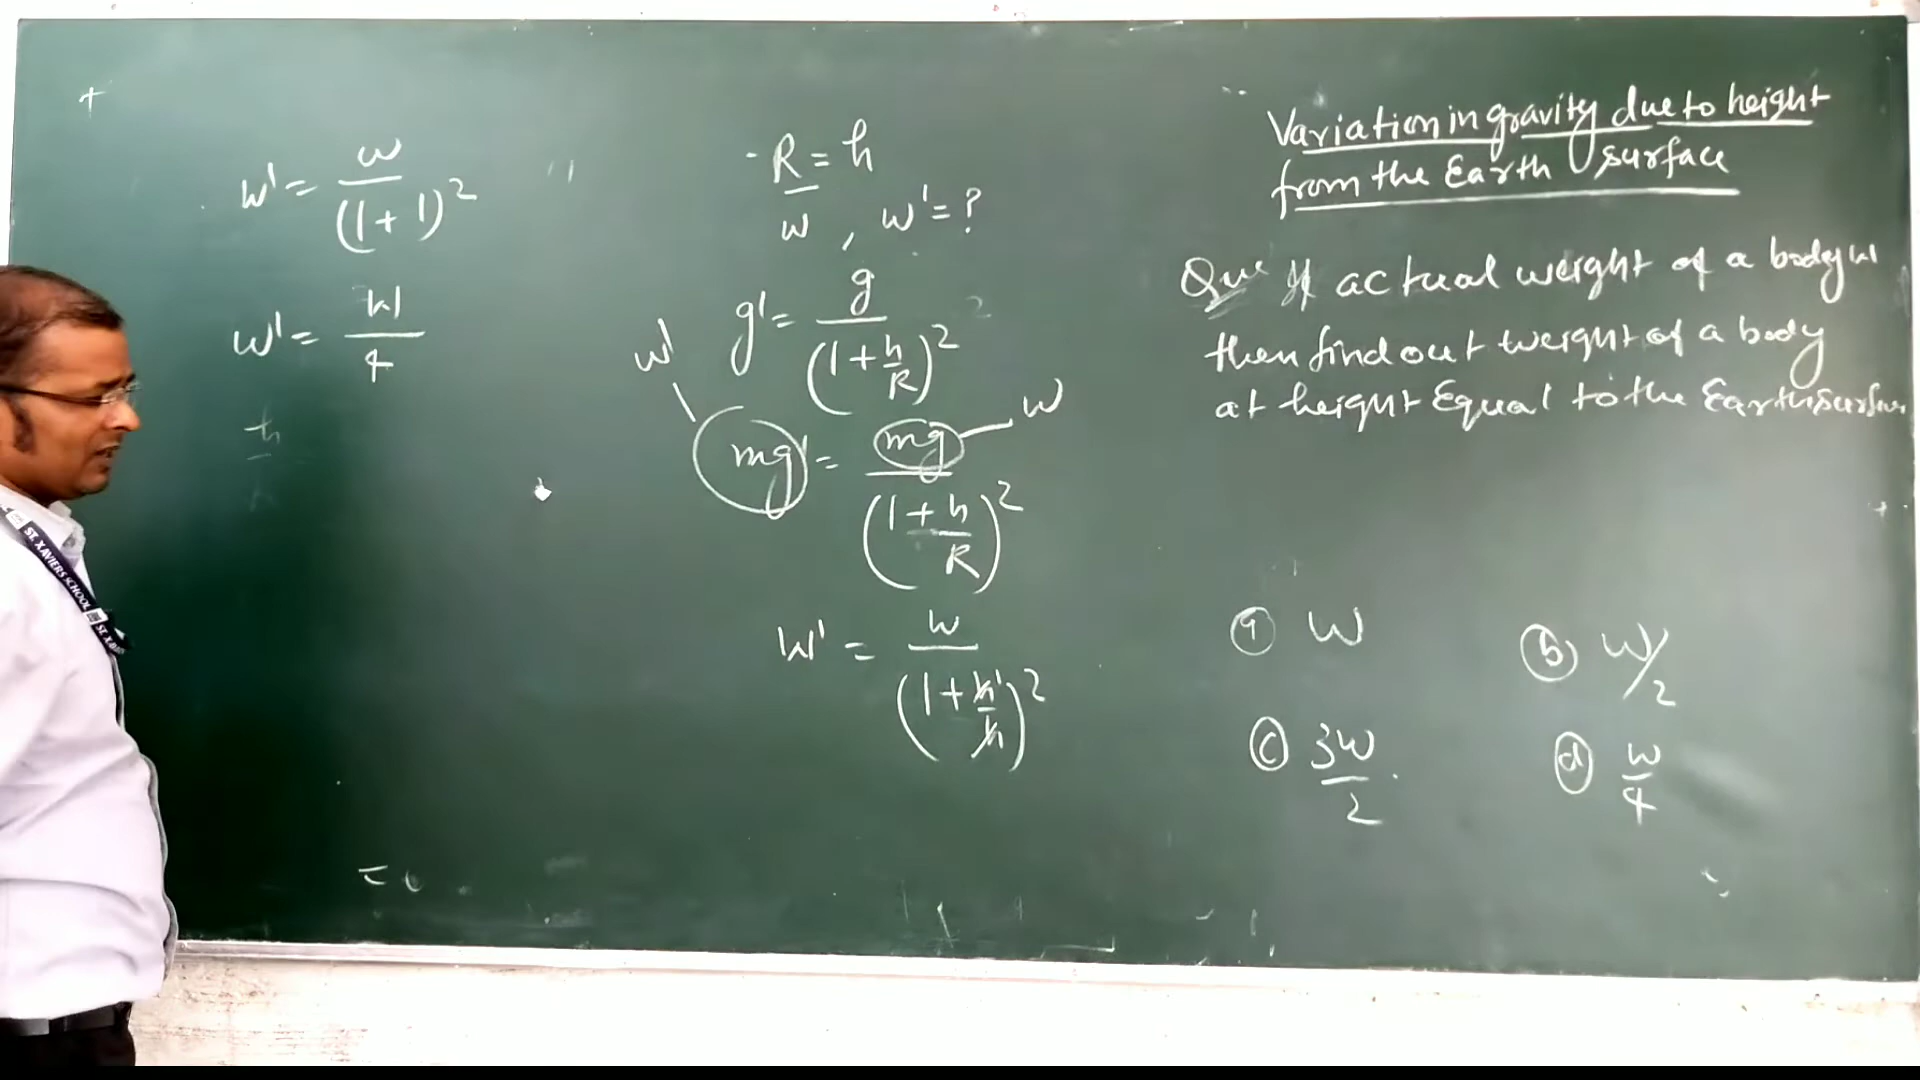 Variation in gravity due to height
from the Earth surface
Que If actual weight of a body W
then find out weight of a body
at height Equal to the Earth surface
(a) W
(b) W/2
(c) 3W/2
(d) W/4
R = h
W , W' = ?
g' = g/(1+h/R)^2
W'
W
mg' = mg/(1+h/R)^2
W' = W/(1+h/h)^2
W' = W/(1+1)^2
W' = W/4
ST. XAVIERS SCHOOL